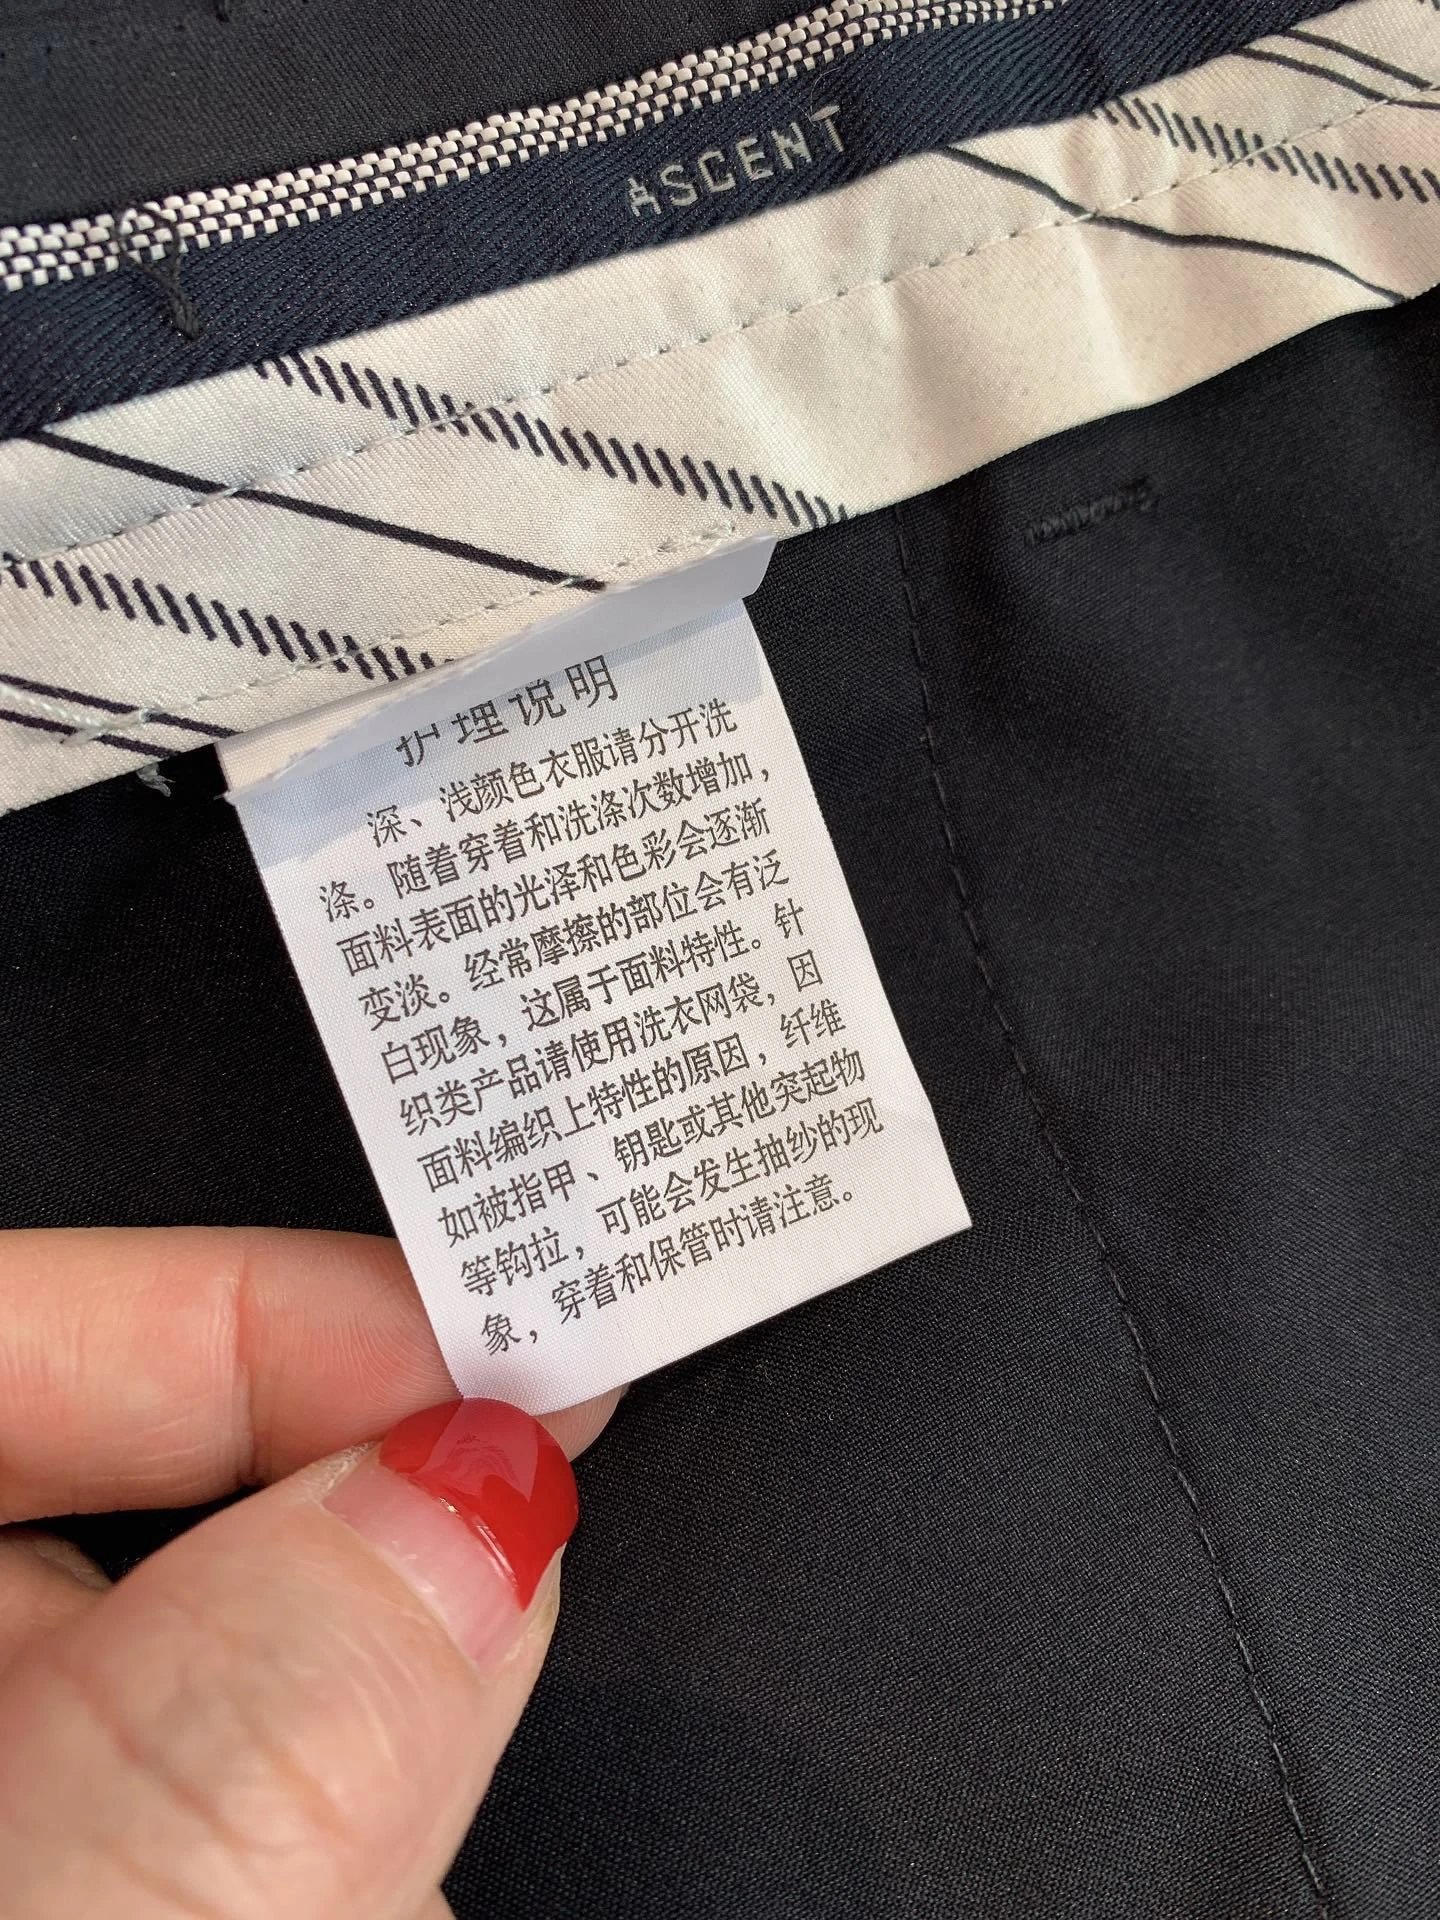 ASCENT
护理说明
深、浅颜色衣服请分开洗
涤。随着穿着和洗涤次数增加，
面料表面的光泽和色彩会逐渐
变淡。经常摩擦的部位会有泛
白现象，这属于面料特性。针
织类产品请使用洗衣网袋，因
面料编织上特性的原因，纤维
如被指甲、钥匙或其他突起物
等钩拉，可能会发生抽纱的现
象，穿着和保管时请注意。